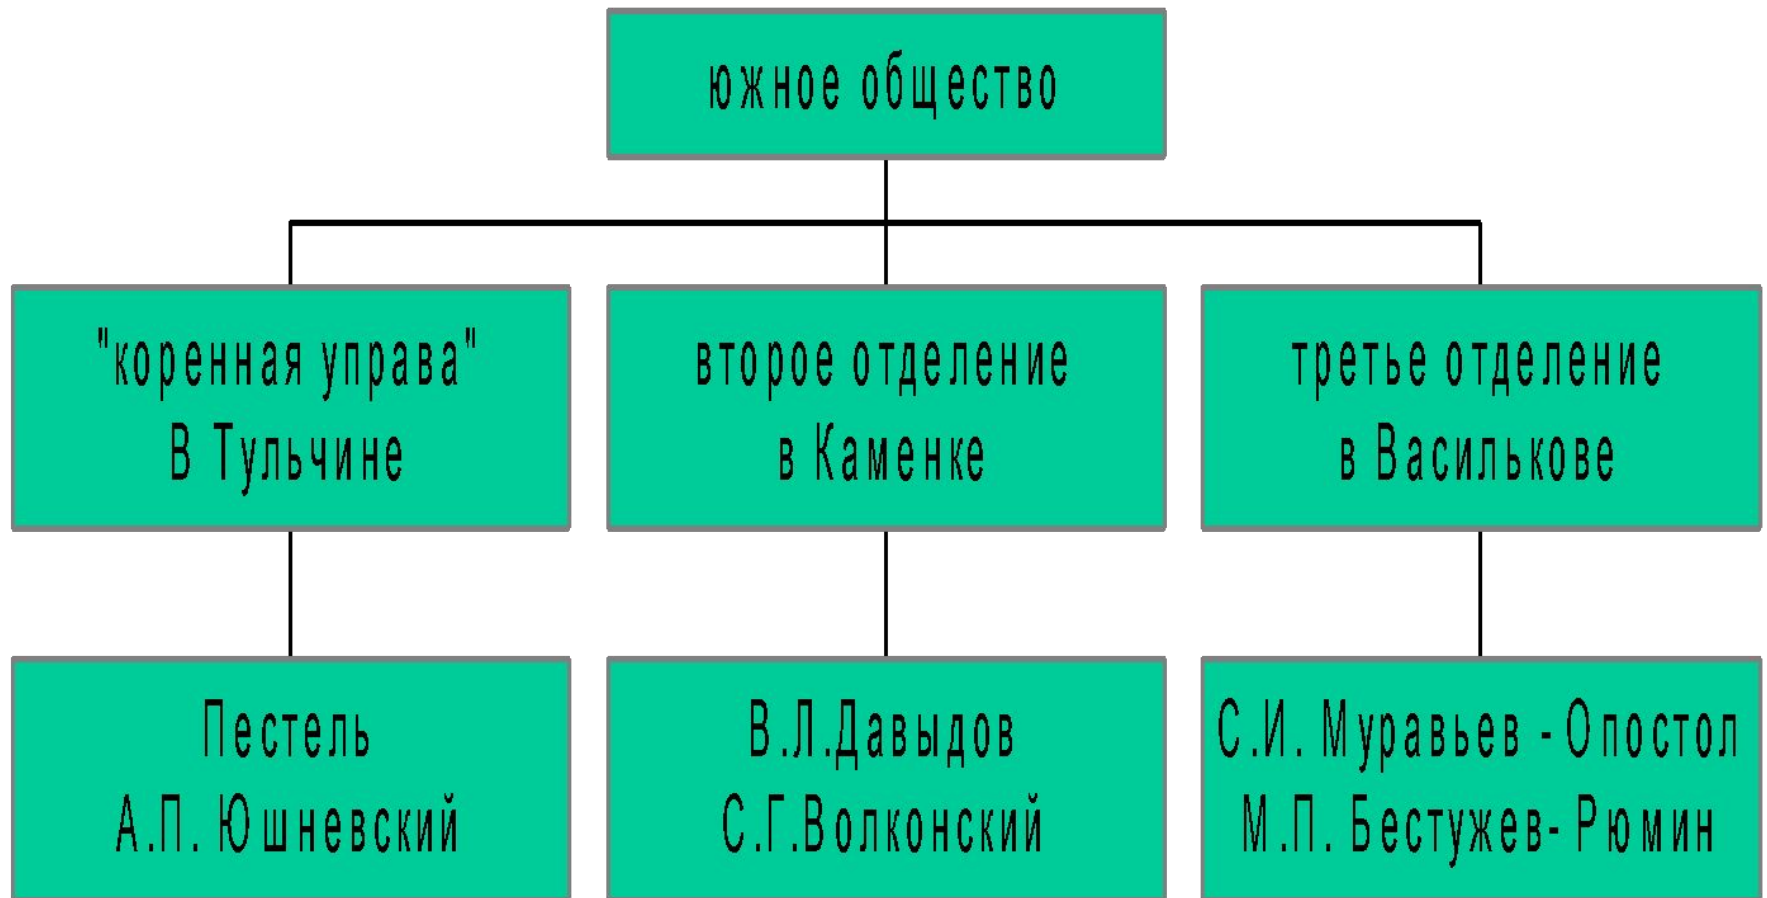 южное общество
"коренная управа"
В Тульчине
второе отделение
в Каменке
третье отделение
в Василькове
Пестель
А.П. Юшневский
В.Л.Давыдов
С.Г.Волконский
С.И. Муравьев - Опостол
М.П. Бестужев- Рюмин